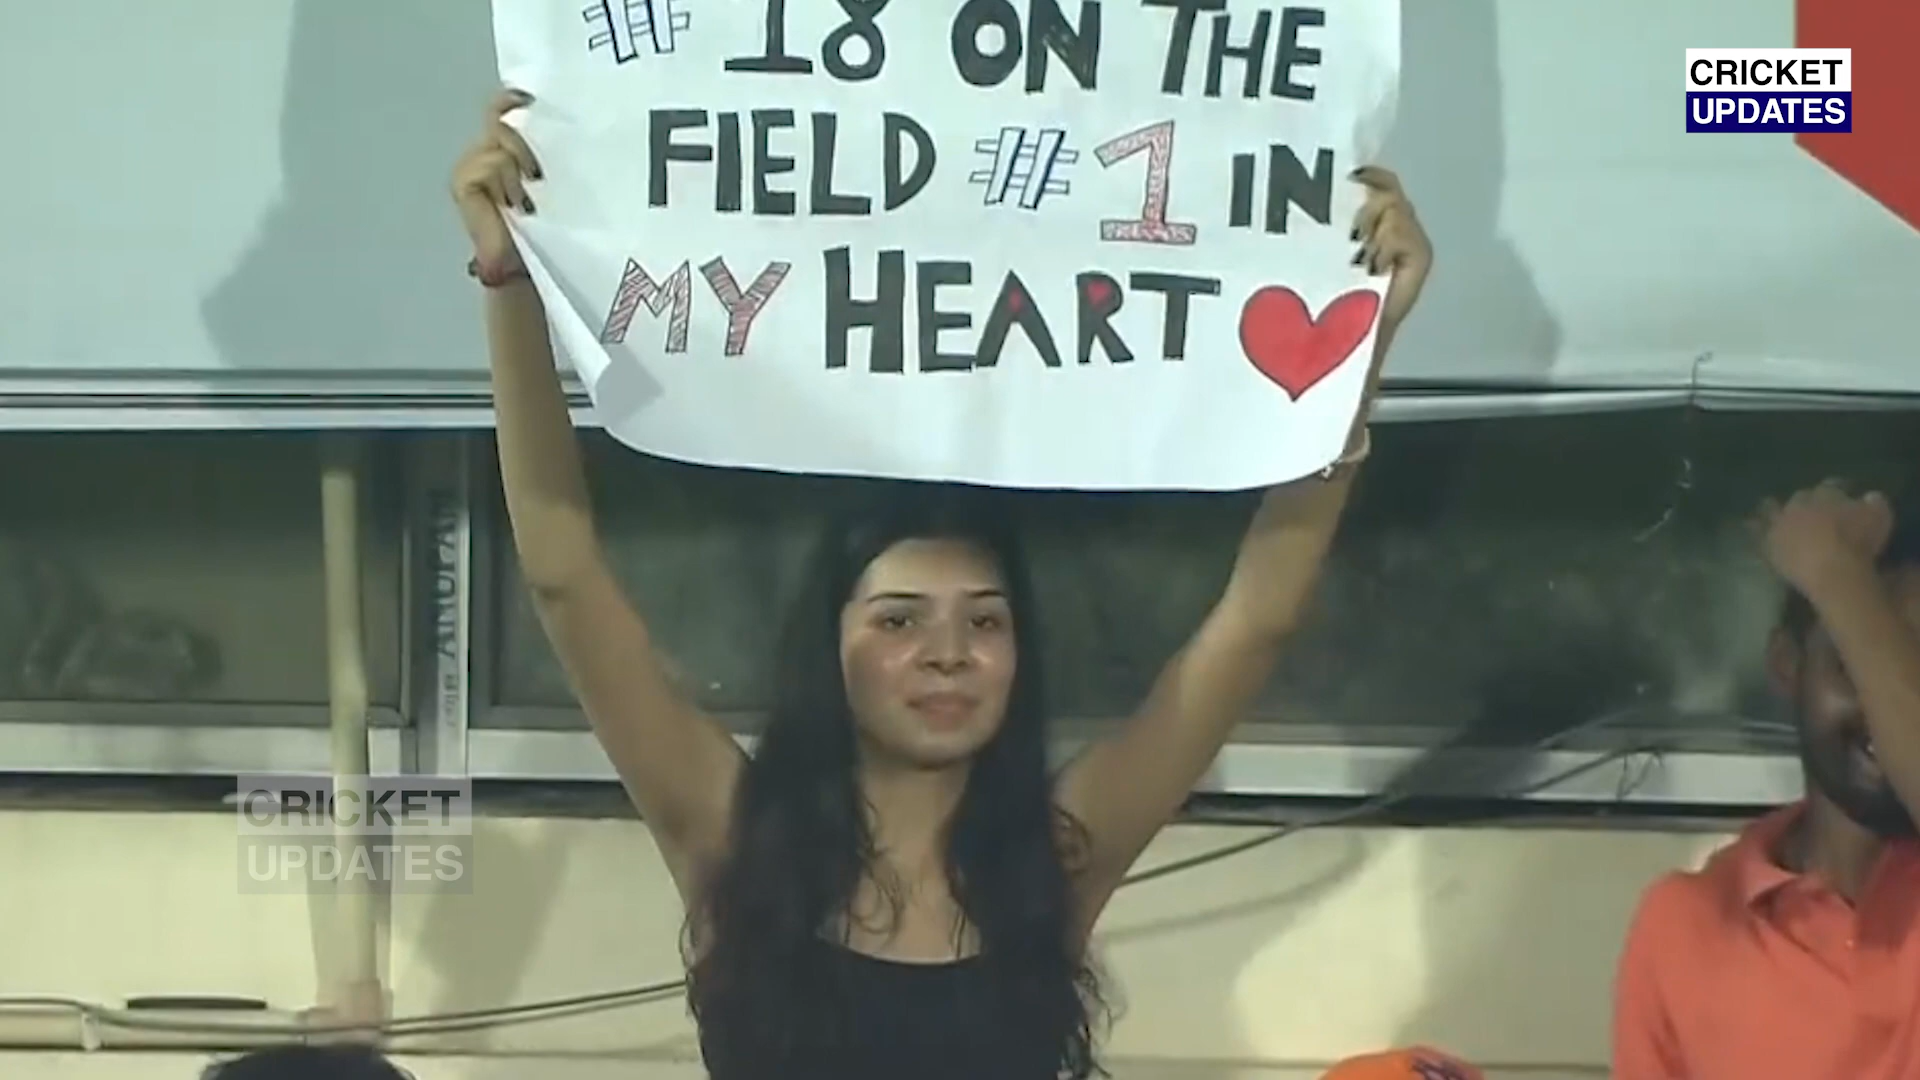 #18 ON THE
FIELD #1 IN
MY HEART
CRICKET
UPDATES
CRICKET
UPDATES